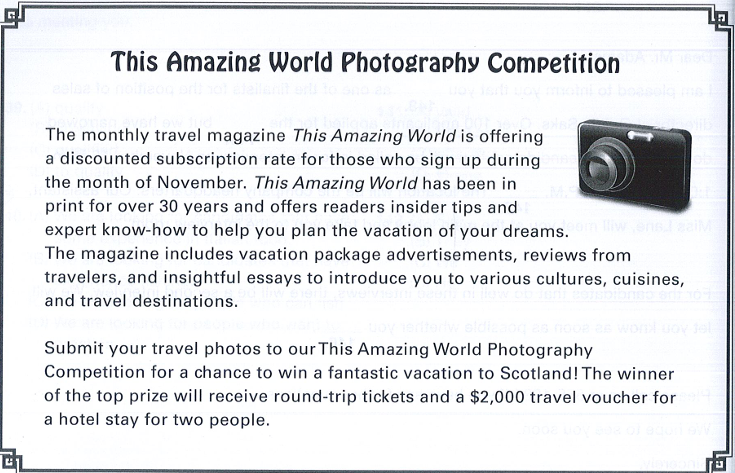 This Amazing World Photography Competition
The monthly travel magazine This Amazing World is offering
a discounted subscription rate for those who sign up during
the month of November. This Amazing World has been in
print for over 30 years and offers readers insider tips and
expert know-how to help you plan the vacation of your dreams.
The magazine includes vacation package advertisements, reviews from
travelers, and insightful essays to introduce you to various cultures, cuisines,
and travel destinations.
Submit your travel photos to our This Amazing World Photography
Competition for a chance to win a fantastic vacation to Scotland! The winner
of the top prize will receive round-trip tickets and a $2,000 travel voucher for
a hotel stay for two people.